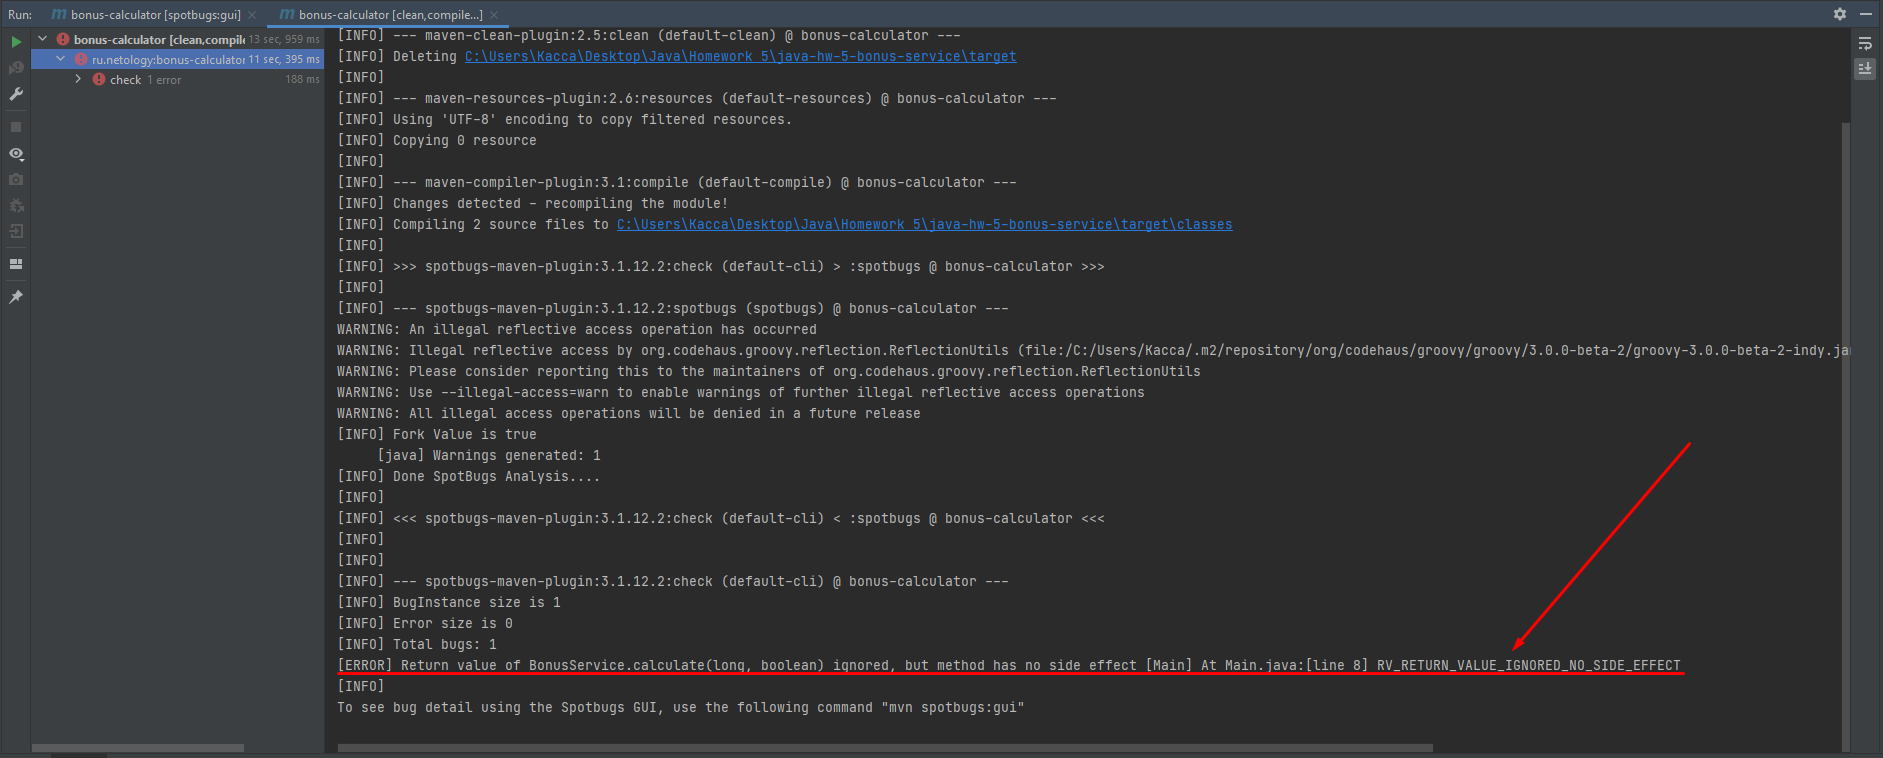 Run: m bonus-calculator [spotbugs:gui] × m bonus-calculator [clean,compile...] ×
bonus-calculator [clean,compile 13 sec, 959 ms
ru.netology:bonus-calculator 11 sec, 395 ms
check 1 error 188 ms
[INFO] --- maven-clean-plugin:2.5:clean (default-clean) @ bonus-calculator ---
[INFO] Deleting C:\Users\Kacca\Desktop\Java\Homework 5\java-hw-5-bonus-service\target
[INFO]
[INFO] --- maven-resources-plugin:2.6:resources (default-resources) @ bonus-calculator ---
[INFO] Using 'UTF-8' encoding to copy filtered resources.
[INFO] Copying 0 resource
[INFO]
[INFO] --- maven-compiler-plugin:3.1:compile (default-compile) @ bonus-calculator ---
[INFO] Changes detected - recompiling the module!
[INFO] Compiling 2 source files to C:\Users\Kacca\Desktop\Java\Homework 5\java-hw-5-bonus-service\target\classes
[INFO]
[INFO] >>> spotbugs-maven-plugin:3.1.12.2:check (default-cli) > :spotbugs @ bonus-calculator >>>
[INFO]
[INFO] --- spotbugs-maven-plugin:3.1.12.2:spotbugs (spotbugs) @ bonus-calculator ---
WARNING: An illegal reflective access operation has occurred
WARNING: Illegal reflective access by org.codehaus.groovy.reflection.ReflectionUtils (file:/C:/Users/Kacca/.m2/repository/org/codehaus/groovy/groovy/3.0.0-beta-2/groovy-3.0.0-beta-2-indy.ja
WARNING: Please consider reporting this to the maintainers of org.codehaus.groovy.reflection.ReflectionUtils
WARNING: Use --illegal-access=warn to enable warnings of further illegal reflective access operations
WARNING: All illegal access operations will be denied in a future release
[INFO] Fork Value is true
[java] Warnings generated: 1
[INFO] Done SpotBugs Analysis....
[INFO]
[INFO] <<< spotbugs-maven-plugin:3.1.12.2:check (default-cli) < :spotbugs @ bonus-calculator <<<
[INFO]
[INFO]
[INFO] --- spotbugs-maven-plugin:3.1.12.2:check (default-cli) @ bonus-calculator ---
[INFO] BugInstance size is 1
[INFO] Error size is 0
[INFO] Total bugs: 1
[ERROR] Return value of BonusService.calculate(long, boolean) ignored, but method has no side effect [Main] At Main.java:[line 8] RV_RETURN_VALUE_IGNORED_NO_SIDE_EFFECT
[INFO]
To see bug detail using the Spotbugs GUI, use the following command "mvn spotbugs:gui"